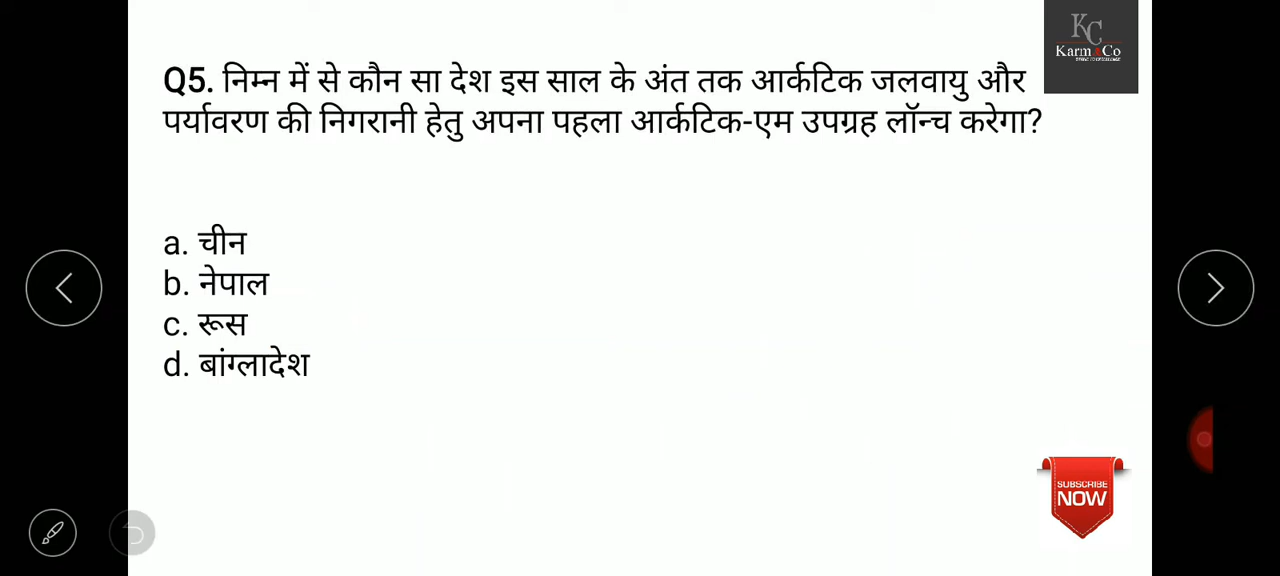 KC
Karm&Co
Q5. निम्न में से कौन सा देश इस साल के अंत तक आर्कटिक जलवायु और
पर्यावरण की निगरानी हेतु अपना पहला आर्कटिक-एम उपग्रह लॉन्च करेगा?
a. चीन
b. नेपाल
c. रूस
d. बांग्लादेश
SUBSCRIBE
NOW